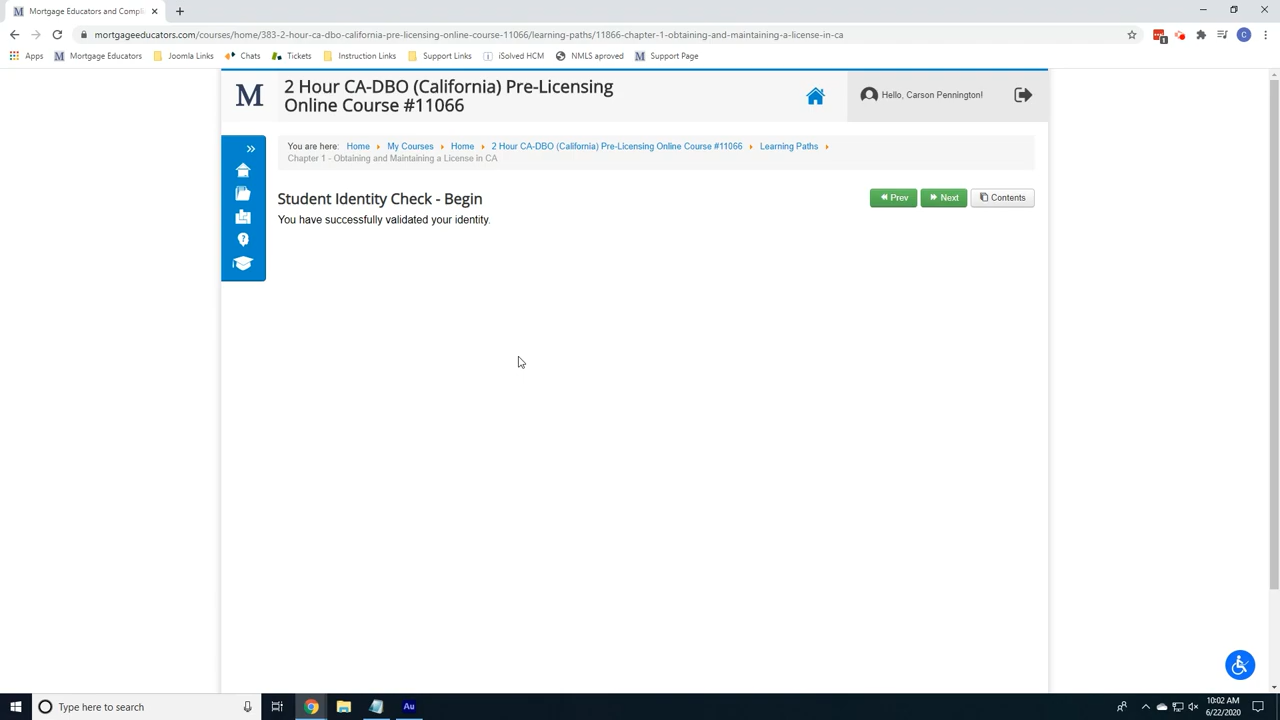 Mortgage Educators and Compli
mortgageeducators.com/courses/home/383-2-hour-ca-dbo-california-pre-licensing-online-course-11066/learning-paths/11866-chapter-1-obtaining-and-maintaining-a-license-in-ca
1
C
Apps M Mortgage Educators Joomla Links Chats Tickets Instruction Links Support Links iSolved HCM NMLS aproved M Support Page
M
2 Hour CA-DBO (California) Pre-Licensing
Online Course #11066
Hello, Carson Pennington!
You are here: Home My Courses Home 2 Hour CA-DBO (California) Pre-Licensing Online Course #11066 Learning Paths
Chapter 1 - Obtaining and Maintaining a License in CA
Student Identity Check - Begin
Prev Next Contents
You have successfully validated your identity.
Type here to search
Au
10:02 AM
6/22/2020